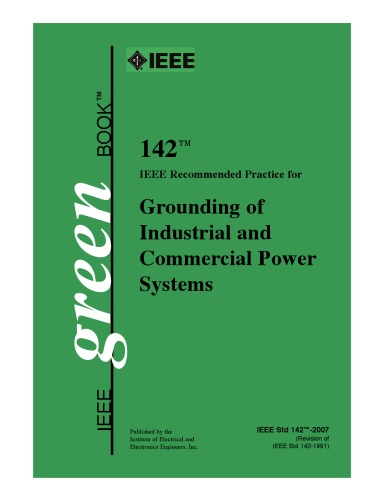 IEEE
IEEE green BOOK™
142™
IEEE Recommended Practice for
Grounding of
Industrial and
Commercial Power
Systems
Published by the
Institute of Electrical and
Electronics Engineers, Inc.
IEEE Std 142™-2007
(Revision of
IEEE Std 142-1991)